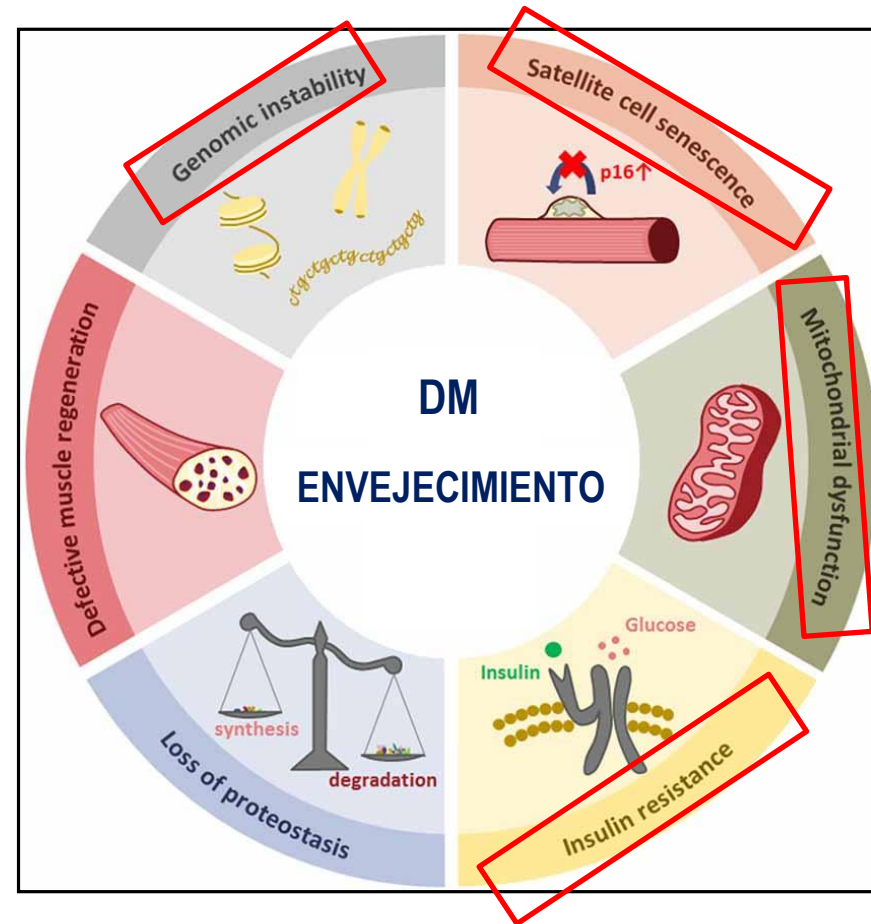 Genomic instability
ctgctgctgctgctgctg
Satellite cell senescence
p16↑
Mitochondrial dysfunction
Glucose
Insulin
Insulin resistance
synthesis
degradation
Loss of proteostasis
Defective muscle regeneration
DM
ENVEJECIMIENTO